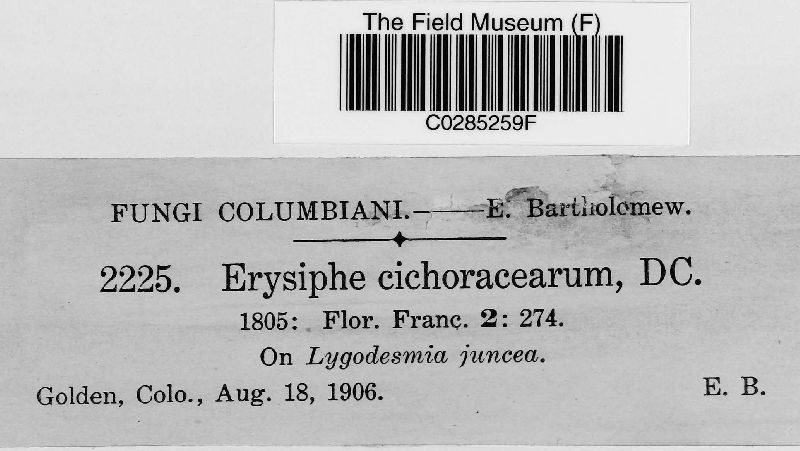 The Field Museum (F)
C0285259F
FUNGI COLUMBIANI.——E. Bartholomew.
2225. Erysiphe cichoracearum, DC.
1805: Flor. Franc. 2: 274.
On Lygodesmia juncea.
Golden, Colo., Aug. 18, 1906. E. B.